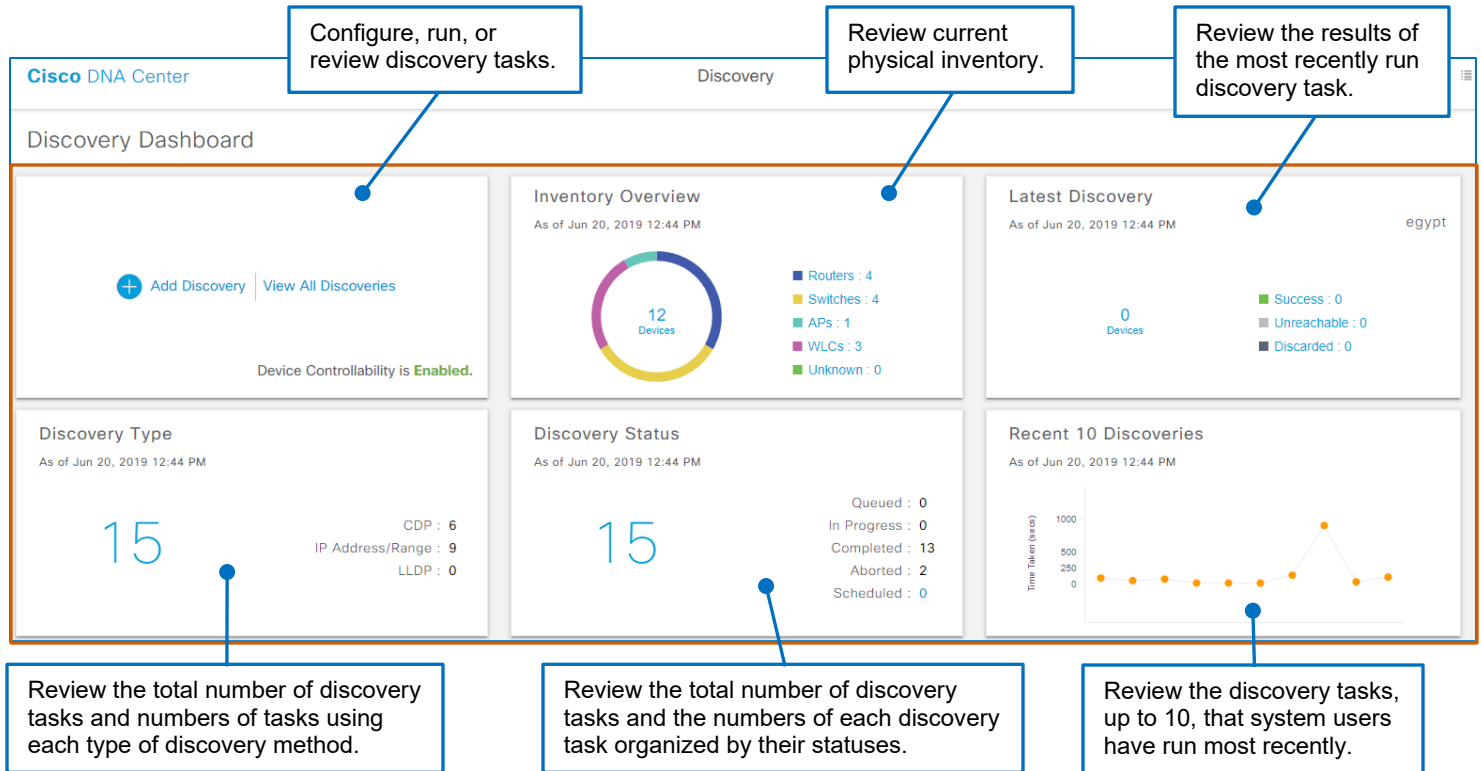 Configure, run, or
review discovery tasks.
Review current
physical inventory.
Review the results of
the most recently run
discovery task.
Cisco DNA Center
Discovery
Discovery Dashboard
Add Discovery
View All Discoveries
Device Controllability is Enabled.
Inventory Overview
As of Jun 20, 2019 12:44 PM
12
Devices
Routers : 4
Switches : 4
APs : 1
WLCs : 3
Unknown : 0
Latest Discovery
As of Jun 20, 2019 12:44 PM
egypt
0
Devices
Success : 0
Unreachable : 0
Discarded : 0
Discovery Type
As of Jun 20, 2019 12:44 PM
15
CDP : 6
IP Address/Range : 9
LLDP : 0
Discovery Status
As of Jun 20, 2019 12:44 PM
15
Queued : 0
In Progress : 0
Completed : 13
Aborted : 2
Scheduled : 0
Recent 10 Discoveries
As of Jun 20, 2019 12:44 PM
Time Taken (secs)
1000
500
250
0
Review the total number of discovery
tasks and numbers of tasks using
each type of discovery method.
Review the total number of discovery
tasks and the numbers of each discovery
task organized by their statuses.
Review the discovery tasks,
up to 10, that system users
have run most recently.